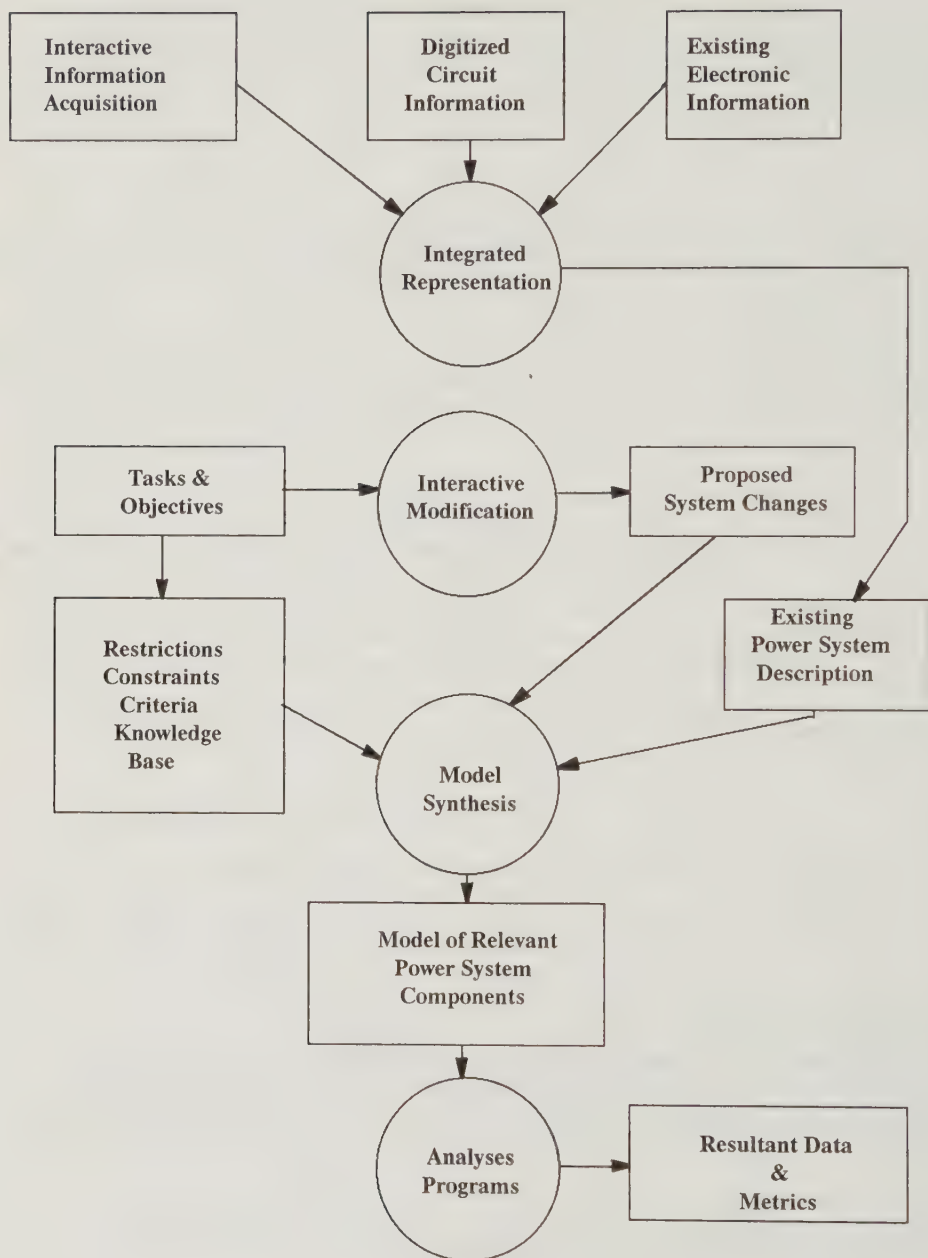 Interactive
Information
Acquisition
Digitized
Circuit
Information
Existing
Electronic
Information
Integrated
Representation
Tasks &
Objectives
Interactive
Modification
Proposed
System Changes
Restrictions
Constraints
Criteria
Knowledge
Base
Existing
Power System
Description
Model
Synthesis
Model of Relevant
Power System
Components
Analyses
Programs
Resultant Data
&
Metrics